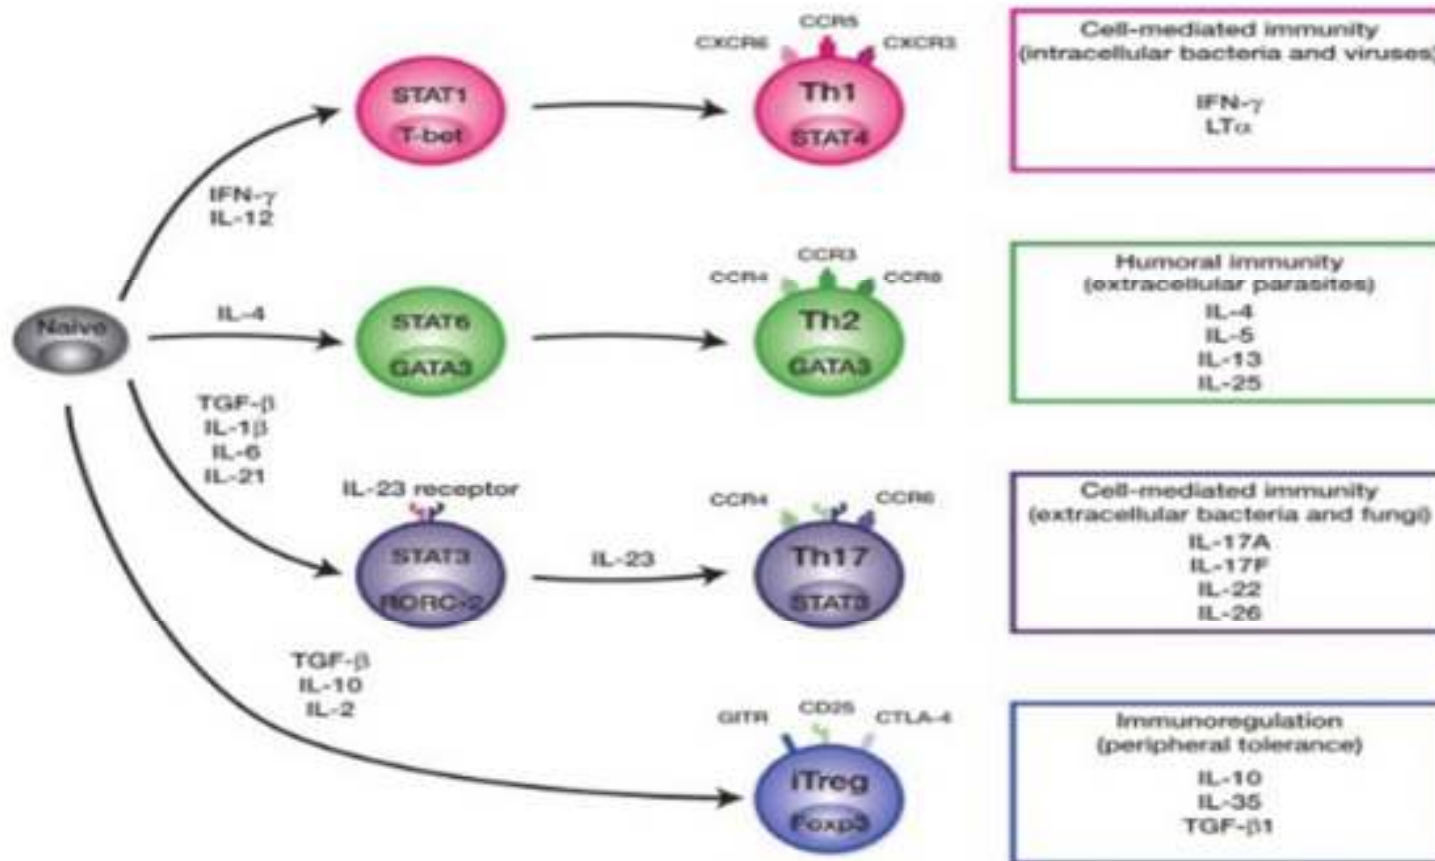 CCR5
CXCR6
CXCR3
STAT1
T-bet
Th1
STAT4
Cell-mediated immunity
(intracellular bacteria and viruses)
IFN-γ
LTα
IFN-γ
IL-12
Naive
IL-4
STAT6
GATA3
CCR3
CCR4
CCR8
Th2
GATA3
Humoral immunity
(extracellular parasites)
IL-4
IL-5
IL-13
IL-25
TGF-β
IL-1β
IL-6
IL-21
IL-23 receptor
STAT3
RORC-2
IL-23
CCR4
CCR6
Th17
STAT3
Cell-mediated immunity
(extracellular bacteria and fungi)
IL-17A
IL-17F
IL-22
IL-26
TGF-β
IL-10
IL-2
GITR
CD25
CTLA-4
iTreg
Foxp3
Immunoregulation
(peripheral tolerance)
IL-10
IL-35
TGF-β1